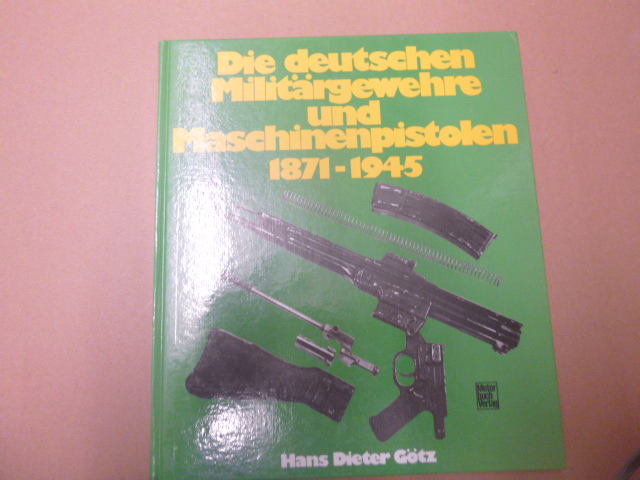 Die deutschen
Militärgewehre
und
Maschinenpistolen
1871-1945
Motor
buch
Verlag
Hans Dieter Götz